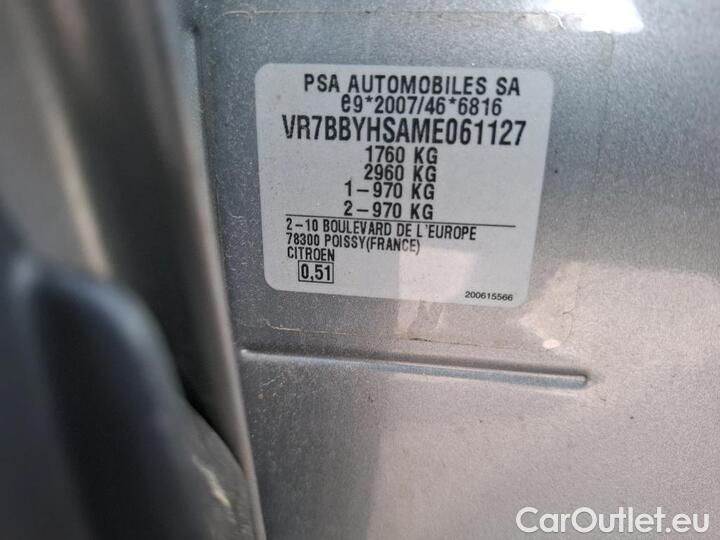 PSA AUTOMOBILES SA
e9*2007/46*6816
VR7BBYHSAME061127
1760 KG
2960 KG
1-970 KG
2-970 KG
2-10 BOULEVARD DE L'EUROPE
78300 POISSY(FRANCE)
CITROEN
0,51
200615566
CarOutlet.eu